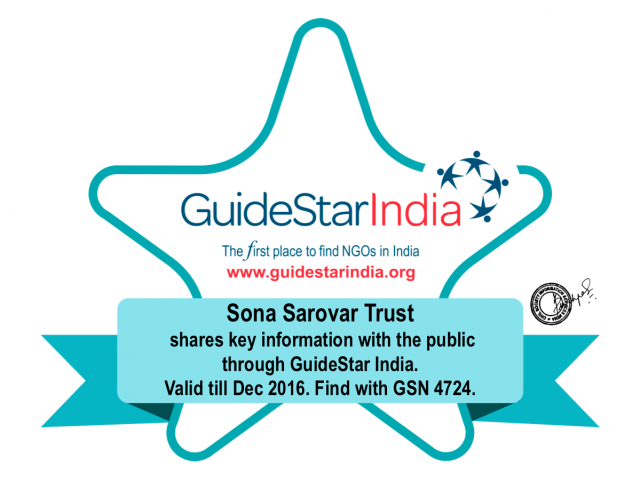 GuideStarIndia
The first place to find NGOs in India
www.guidestarindia.org
Sona Sarovar Trust
shares key information with the public
through GuideStar India.
Valid till Dec 2016. Find with GSN 4724.